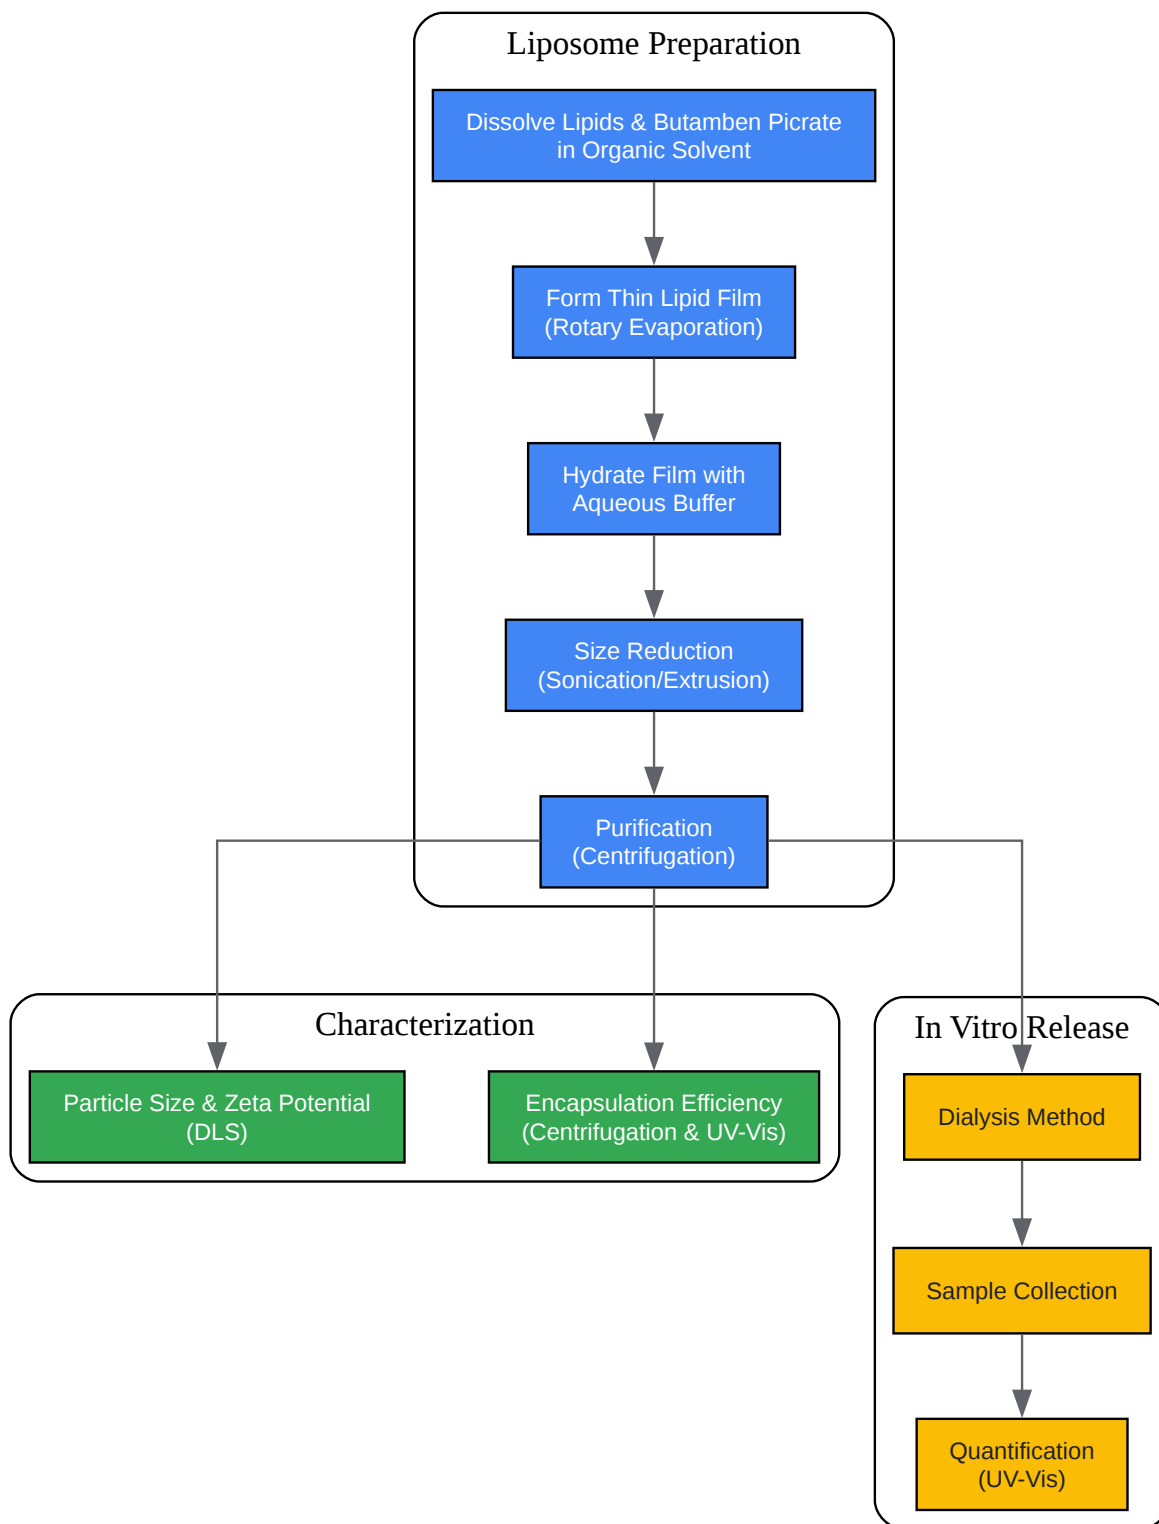 Liposome Preparation
Dissolve Lipids & Butamben Picrate
in Organic Solvent
Form Thin Lipid Film
(Rotary Evaporation)
Hydrate Film with
Aqueous Buffer
Size Reduction
(Sonication/Extrusion)
Purification
(Centrifugation)
Characterization
Particle Size & Zeta Potential
(DLS)
Encapsulation Efficiency
(Centrifugation & UV-Vis)
In Vitro Release
Dialysis Method
Sample Collection
Quantification
(UV-Vis)